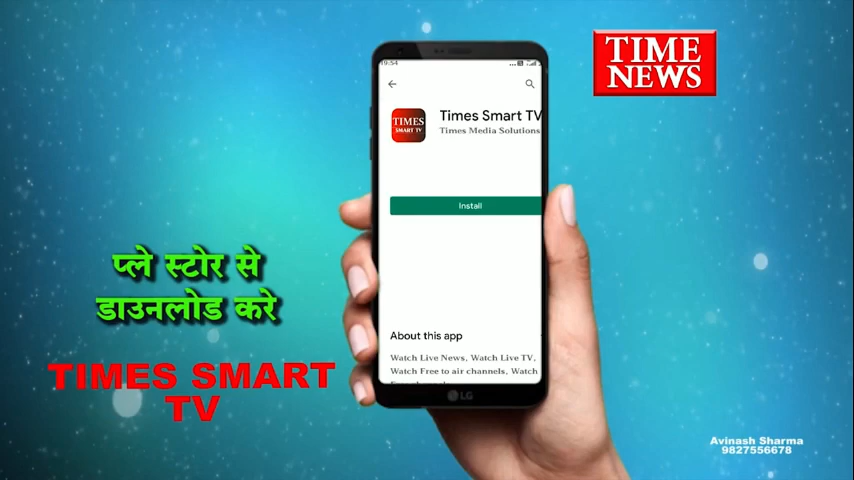 TIME
NEWS
19:54
Times Smart TV
TIMES
SMART TV
Times Media Solutions
Install
प्ले स्टोर से
डाउनलोड करे
TIMES SMART
TV
About this app
Watch Live News, Watch Live TV,
Watch Free to air channels, Watch
LG
Avinash Sharma
9827556678